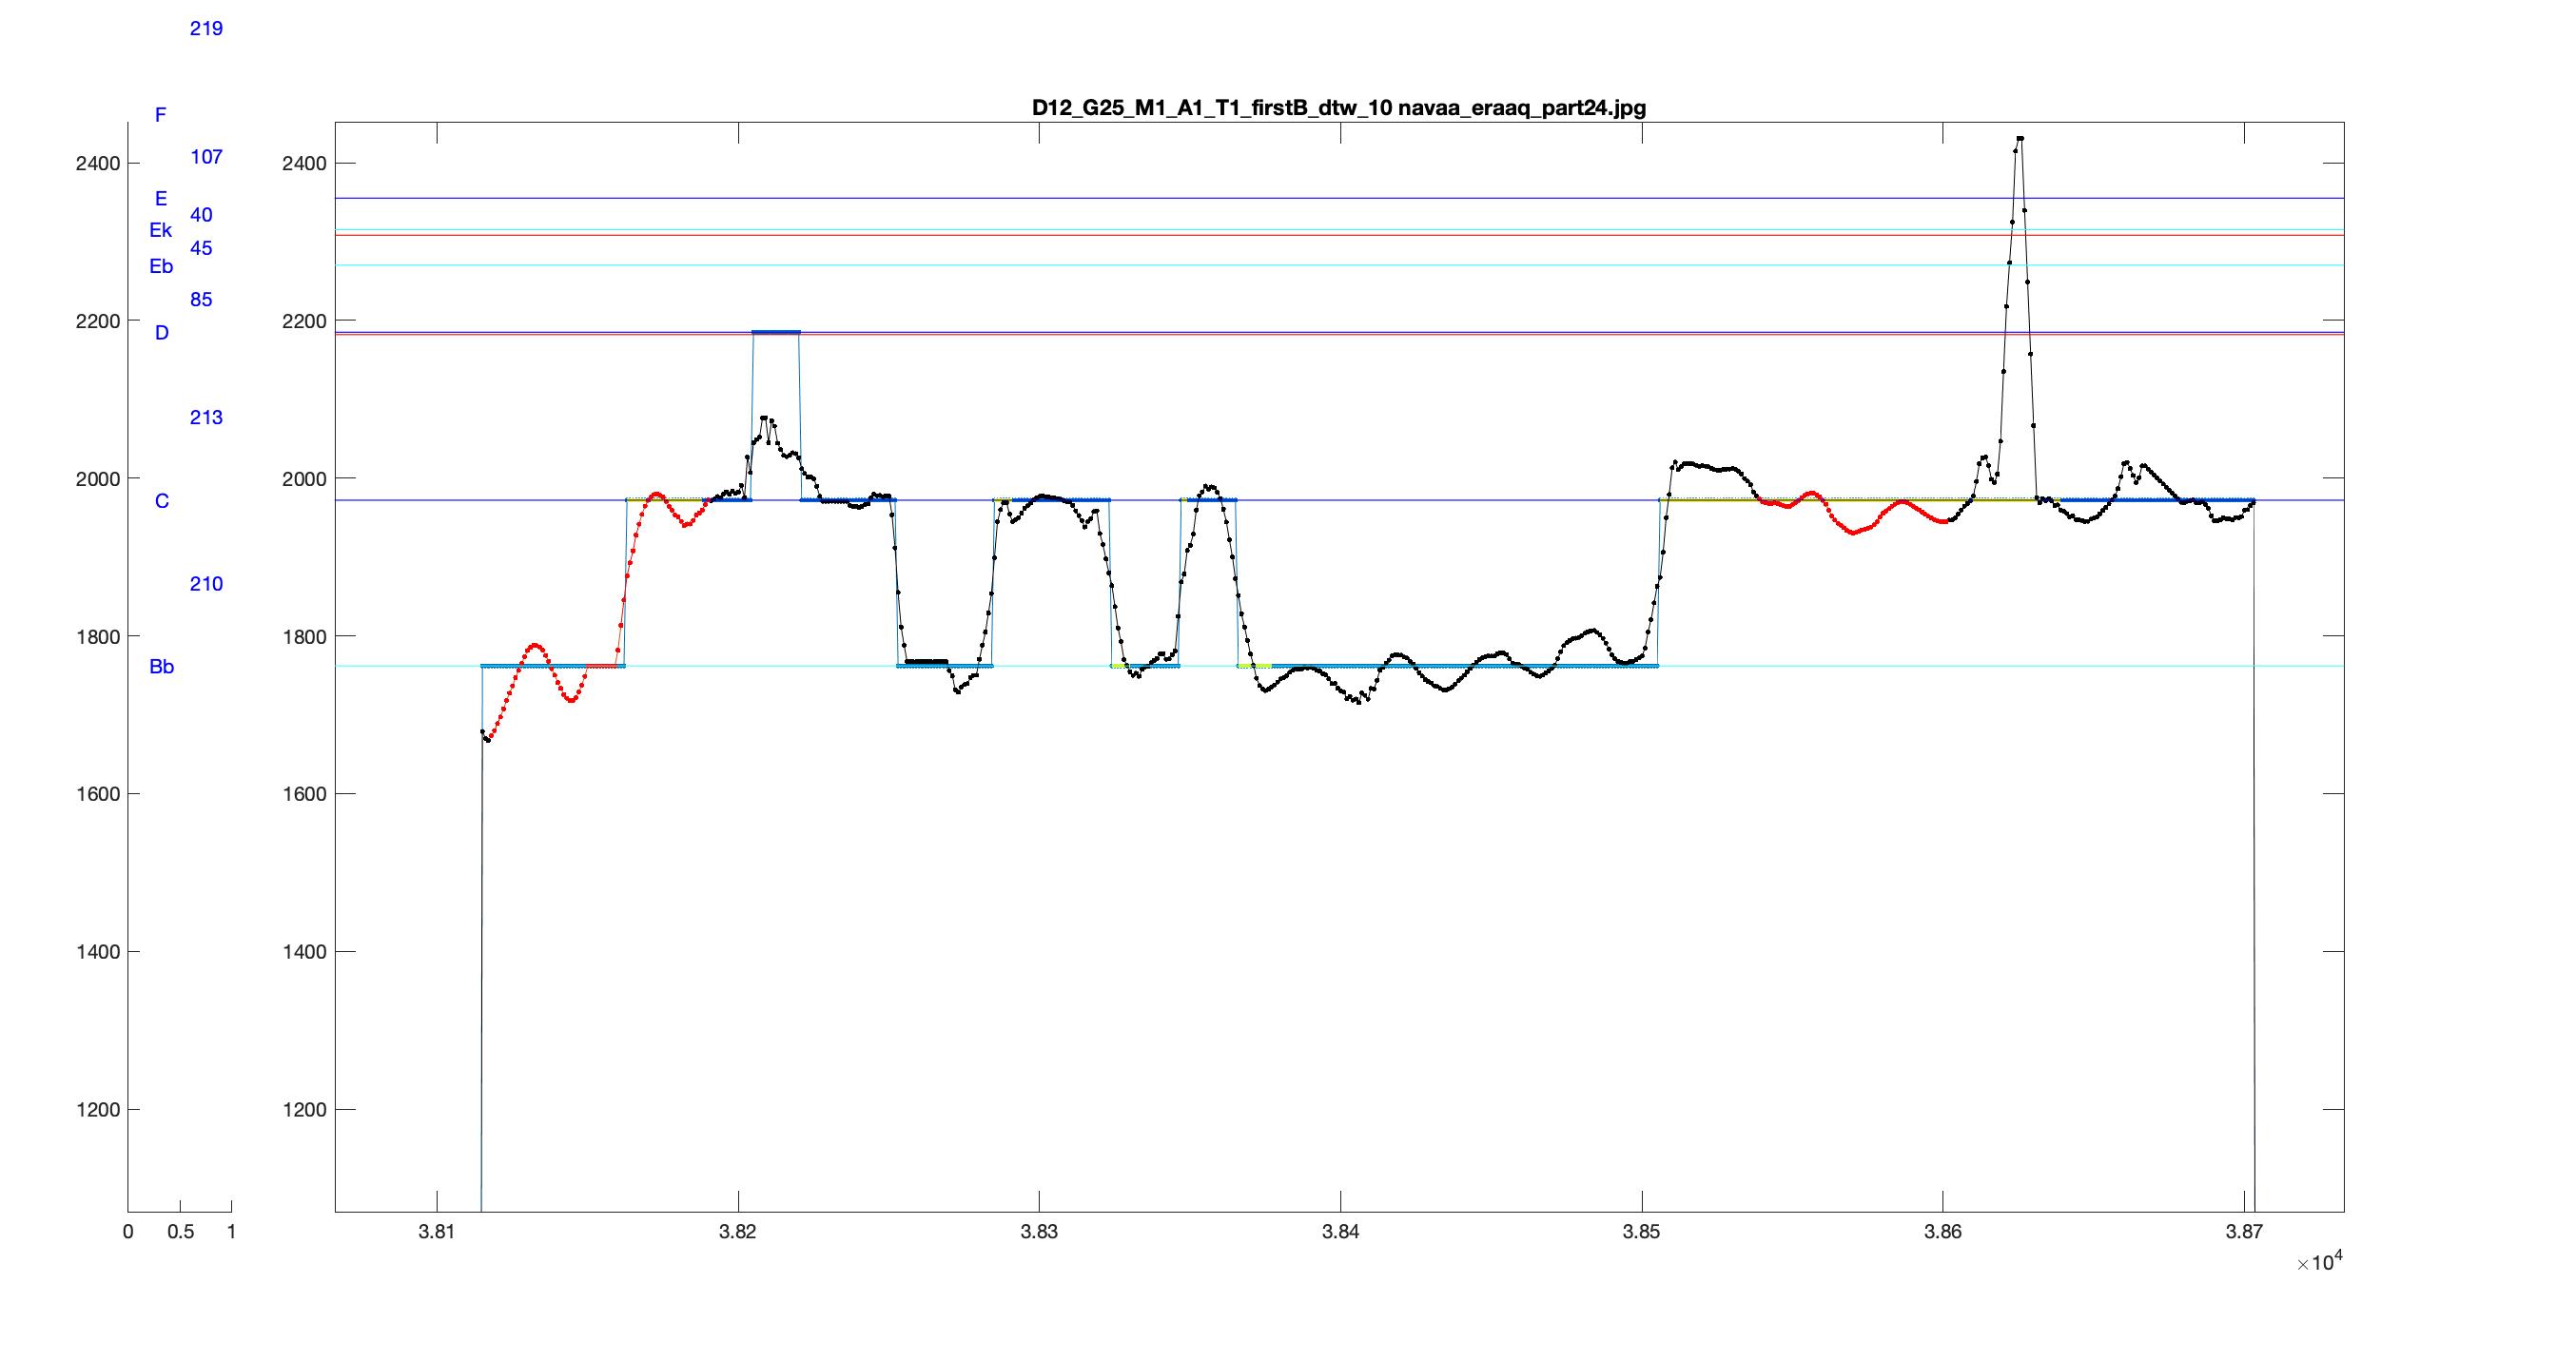 219
D12_G25_M1_A1_T1_firstB_dtw_10 navaa_eraaq_part24.jpg
F
2400 107 2400
E
40
Ek
45
Eb
85
2200 2200
D
213
2000 2000
C
210
1800 1800
Bb
1600 1600
1400 1400
1200 1200
0 0.5 1 3.81 3.82 3.83 3.84 3.85 3.86 3.87
×10⁴